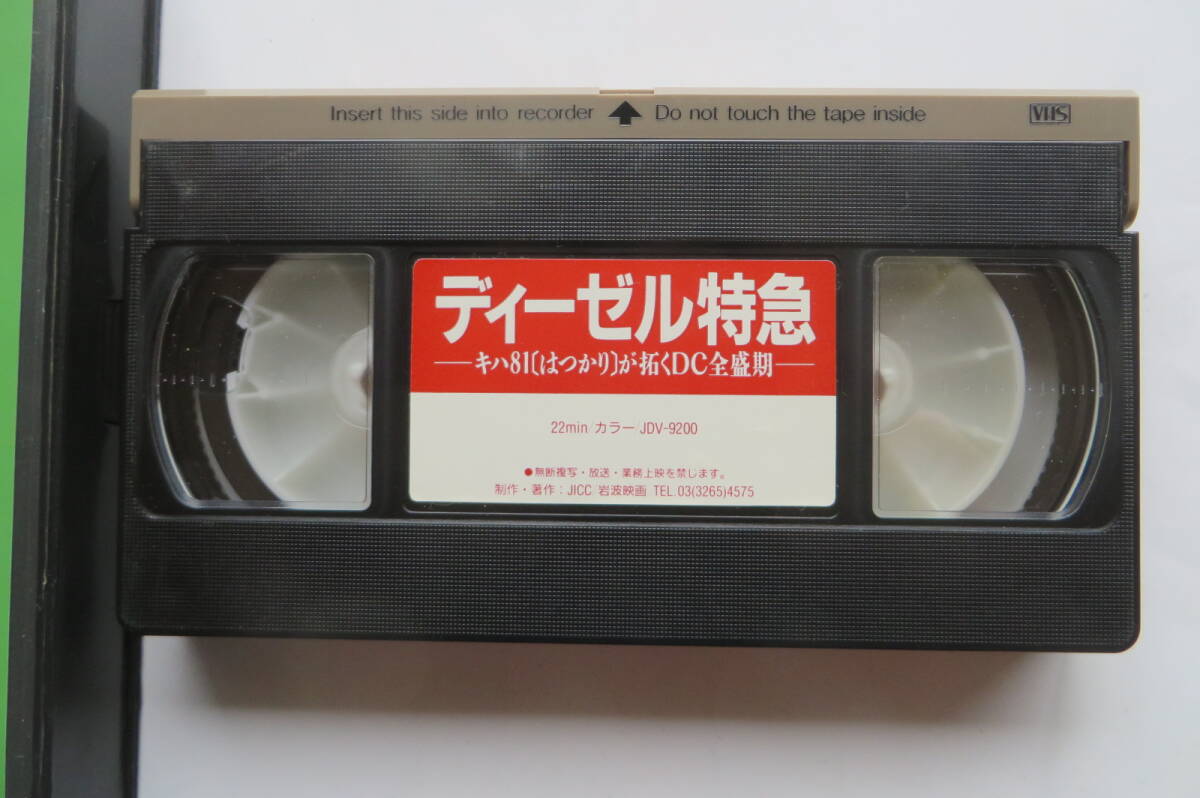 Insert this side into recorder ▲ Do not touch the tape inside VHS
ディーゼル特急
―キハ81〔はつかり〕が拓くDC全盛期―
22min/カラー/JDV-9200
●無断複写・放送・業務上映を禁じます。
制作・著作：JICC/岩波映画 TEL.03(3265)4575